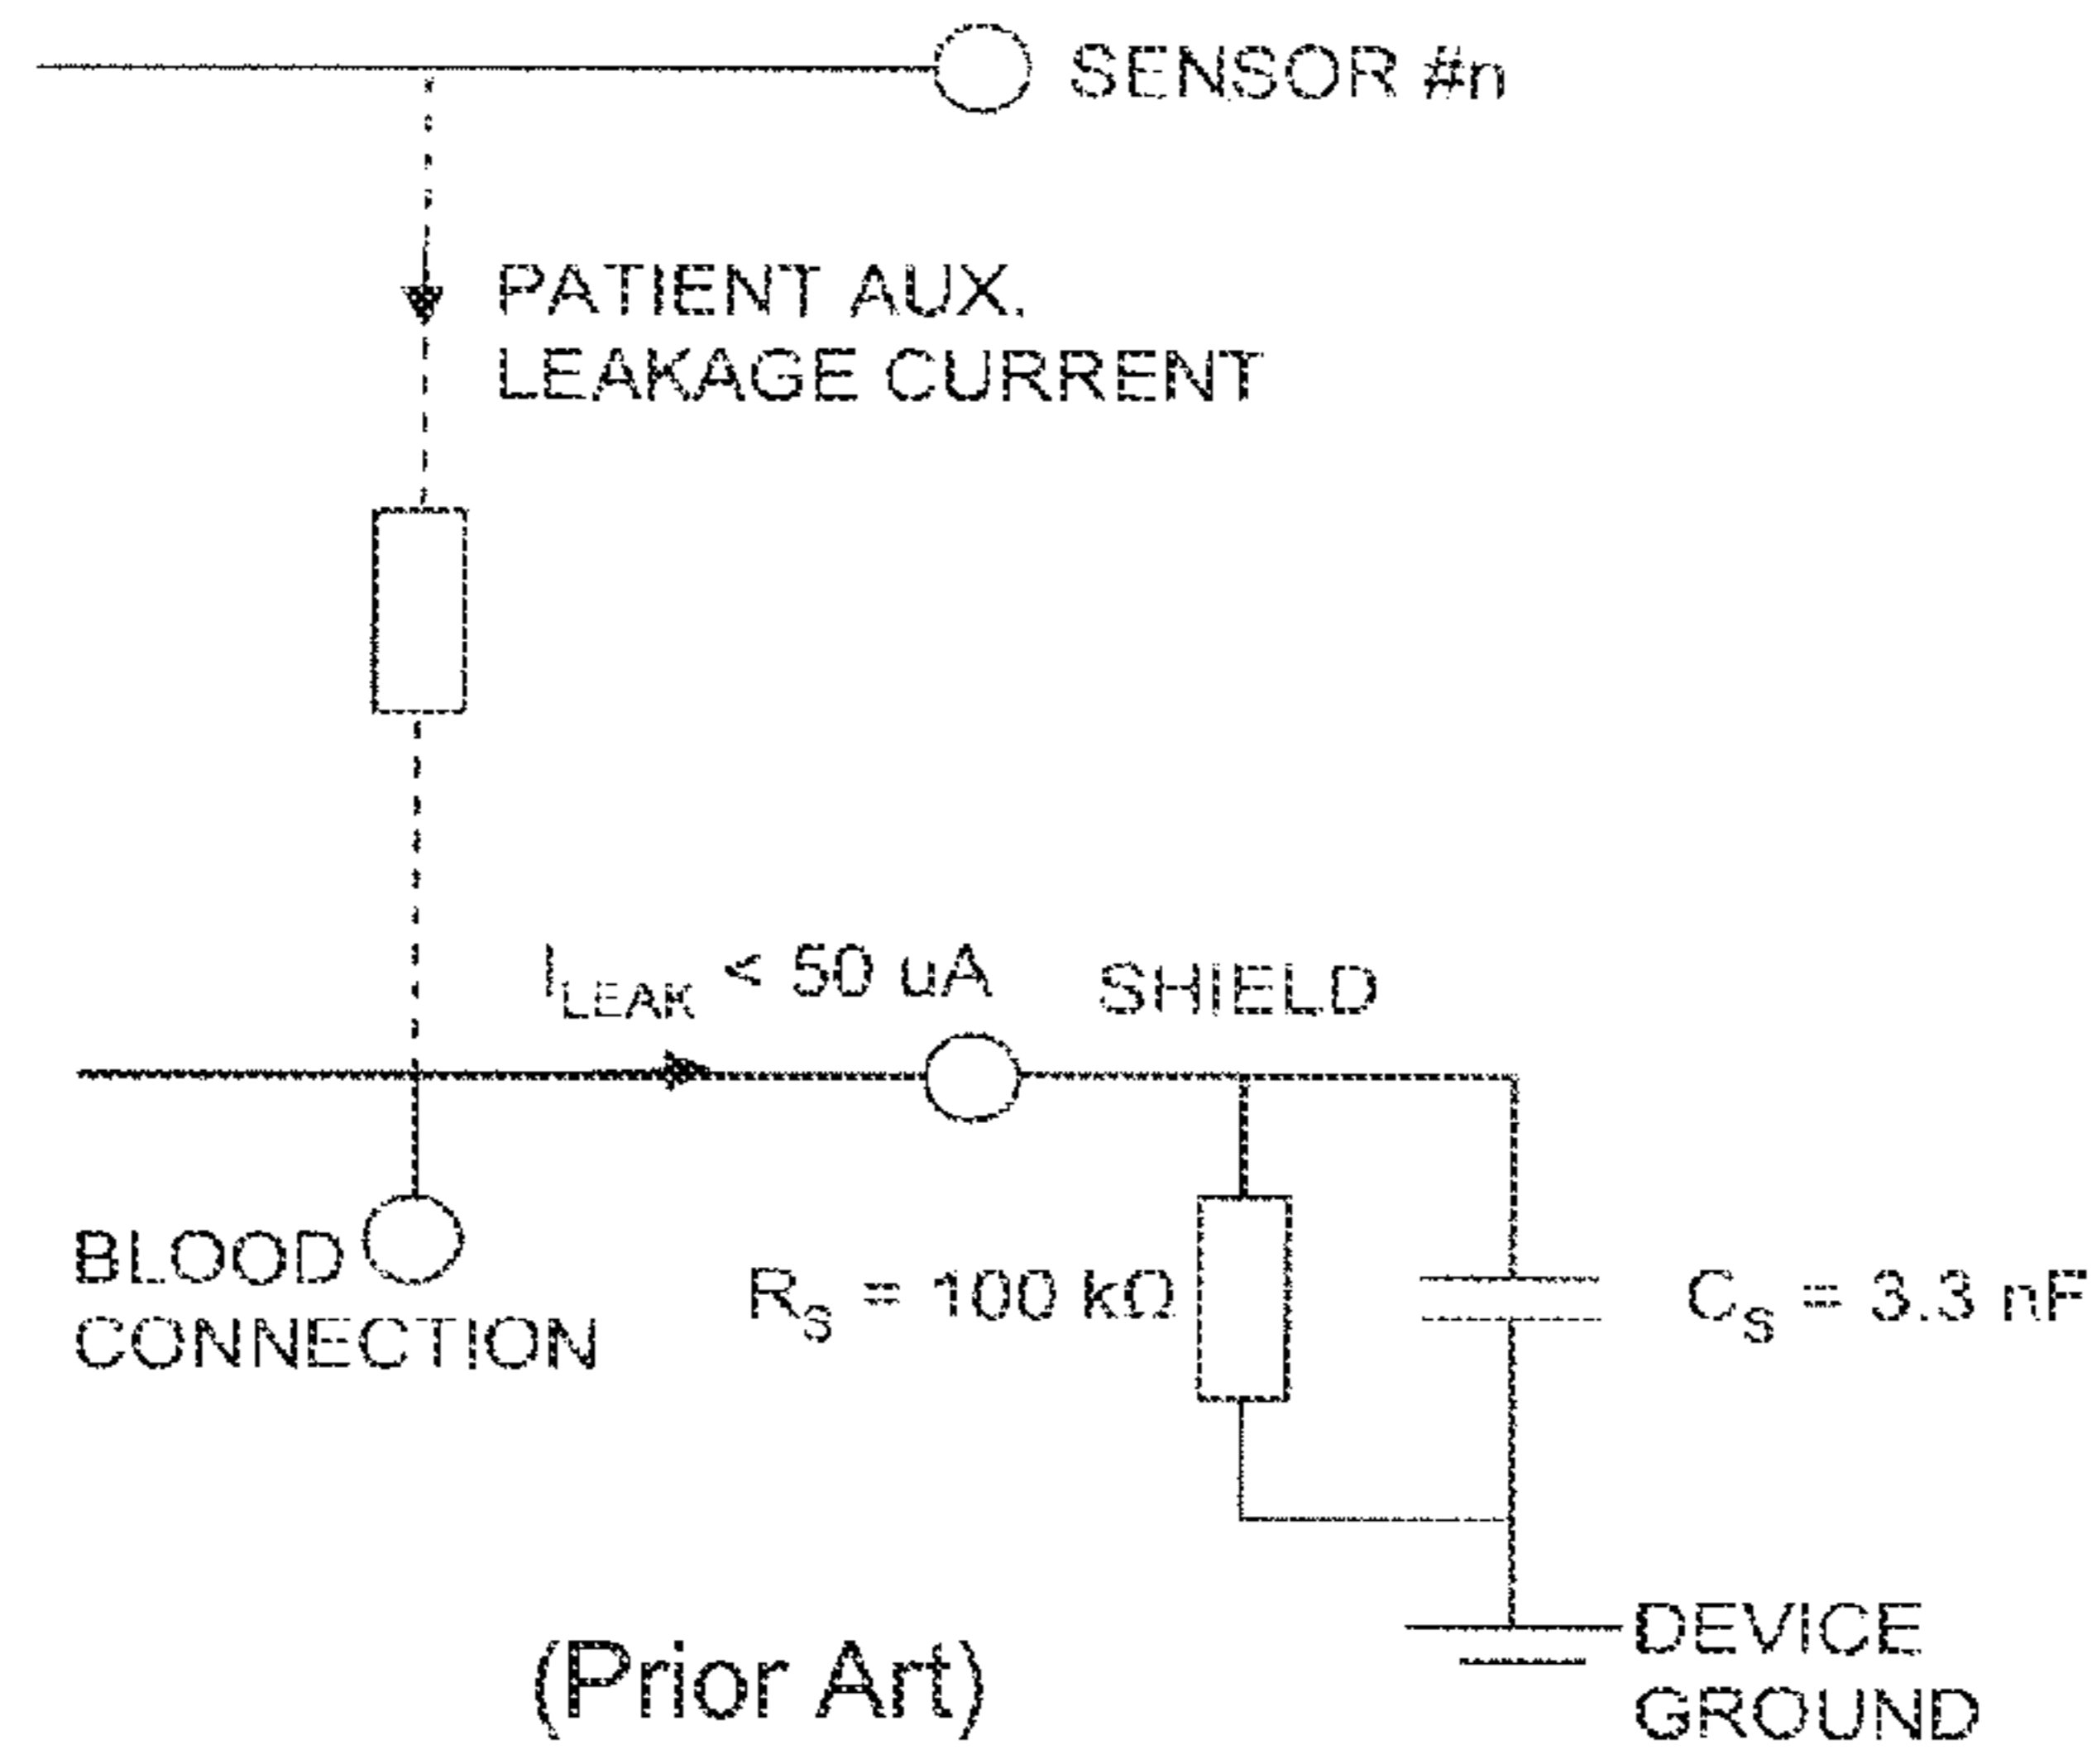 SENSOR #n
PATIENT AUX.
LEAKAGE CURRENT
I_LEAK < 50 uA
SHIELD
BLOOD
CONNECTION
R_S = 100 kΩ
C_S = 3.3 nF
DEVICE
GROUND
(Prior Art)